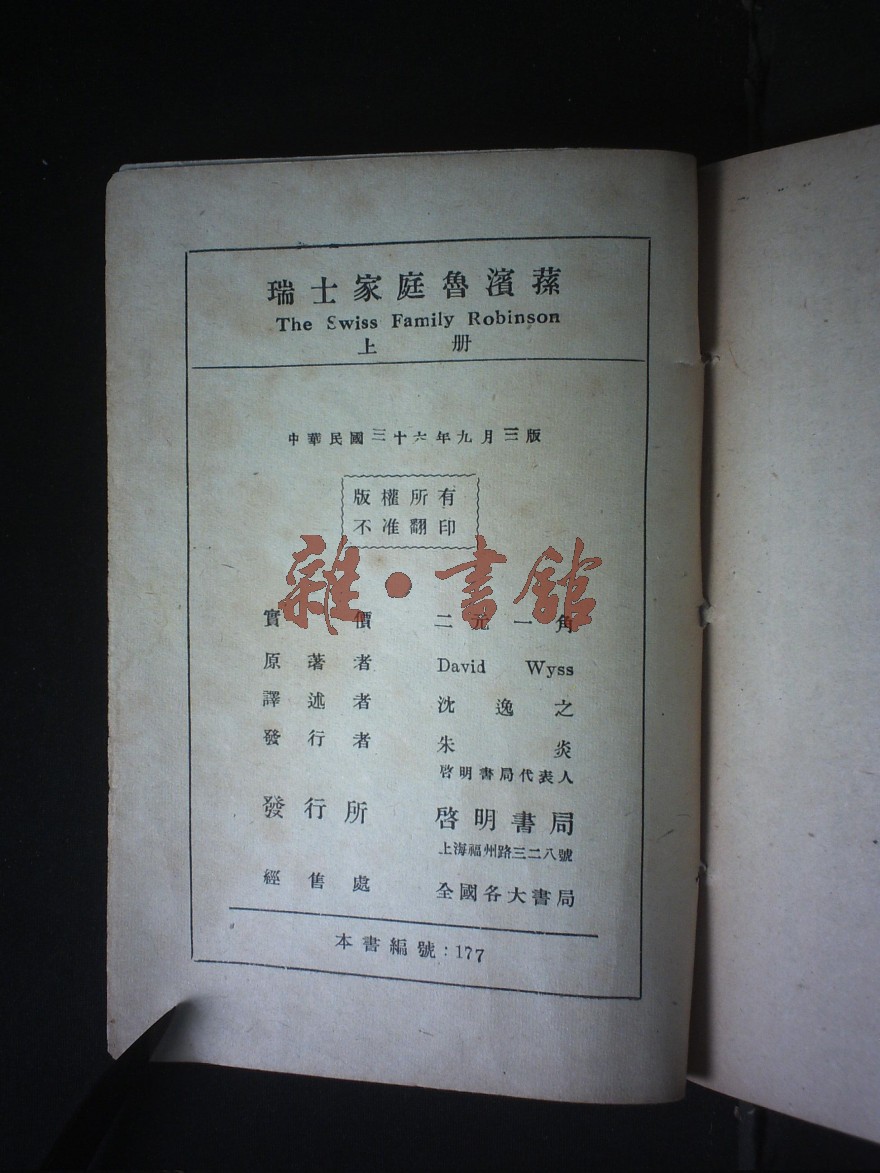 瑞士家庭魯濱蓀
The Swiss Family Robinson
上册
中華民國三十六年九月三版
版權所有
不准翻印
雜·書館
實價 二元一角
原著者 David Wyss
譯述者 沈逸之
發行者 朱炎
啓明書局代表人
發行所 啓明書局
上海福州路三二八號
經售處 全國各大書局
本書編號：177